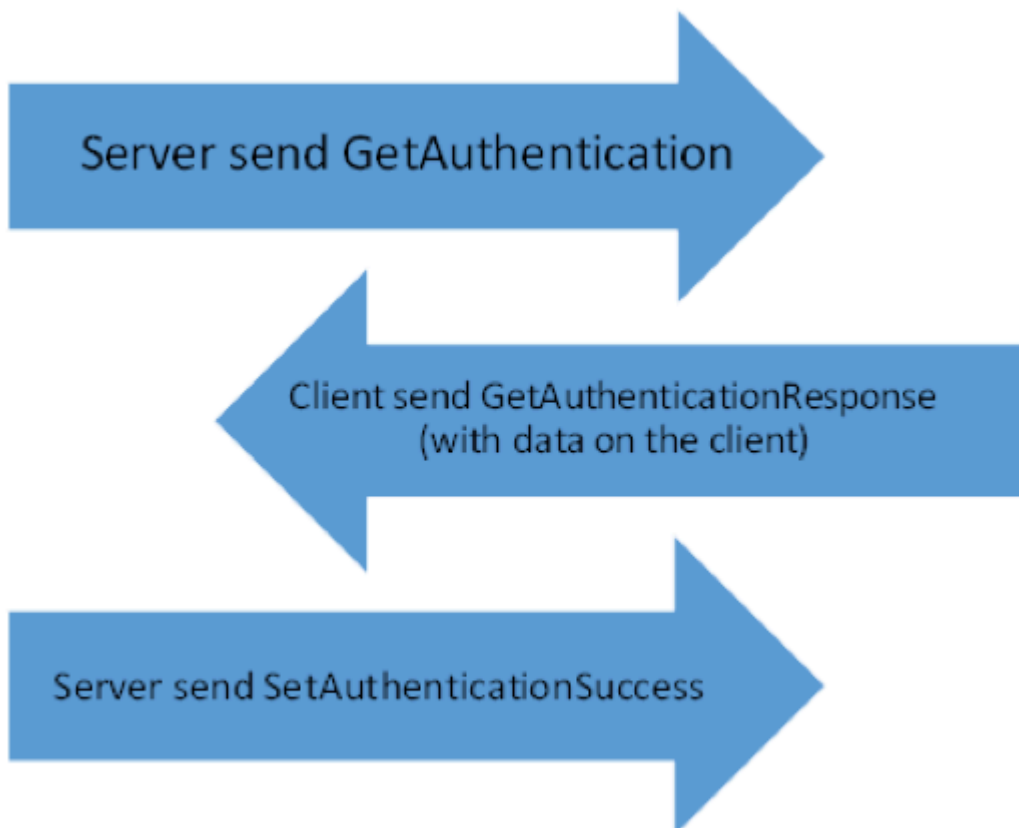 Server send GetAuthentication
Client send GetAuthenticationResponse
(with data on the client)
Server send SetAuthenticationSuccess